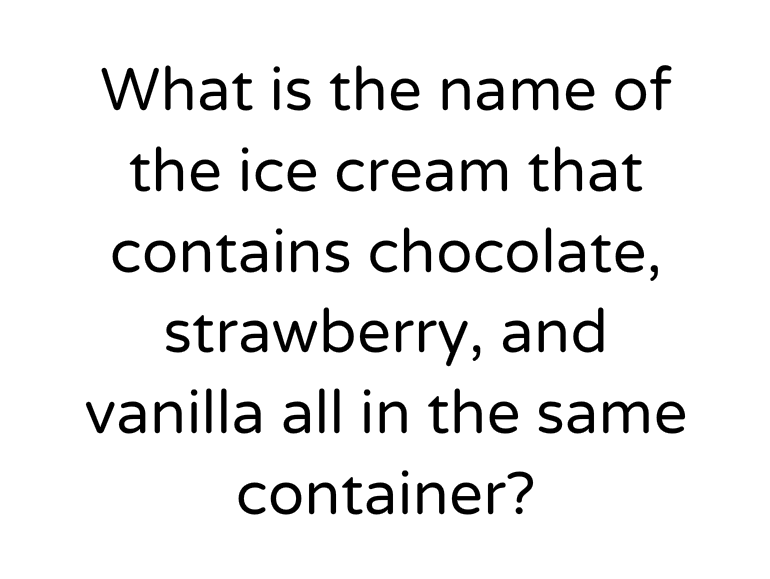 What is the name of
the ice cream that
contains chocolate,
strawberry, and
vanilla all in the same
container?